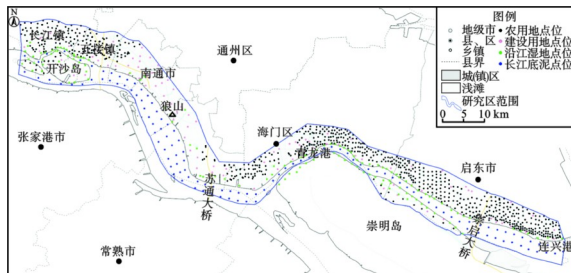 N
长江镇
开沙岛
南通市
狼山
通州区
张家港市
常熟市
海门区
青龙港
苏通大桥
崇明岛
启东市
崇启大桥
连兴港
图例
地级市
县、区
乡镇
县界
城(镇)区
浅滩
研究区范围
农用地点位
建设用地点位
沿江湿地点位
长江底泥点位
0 5 10 km